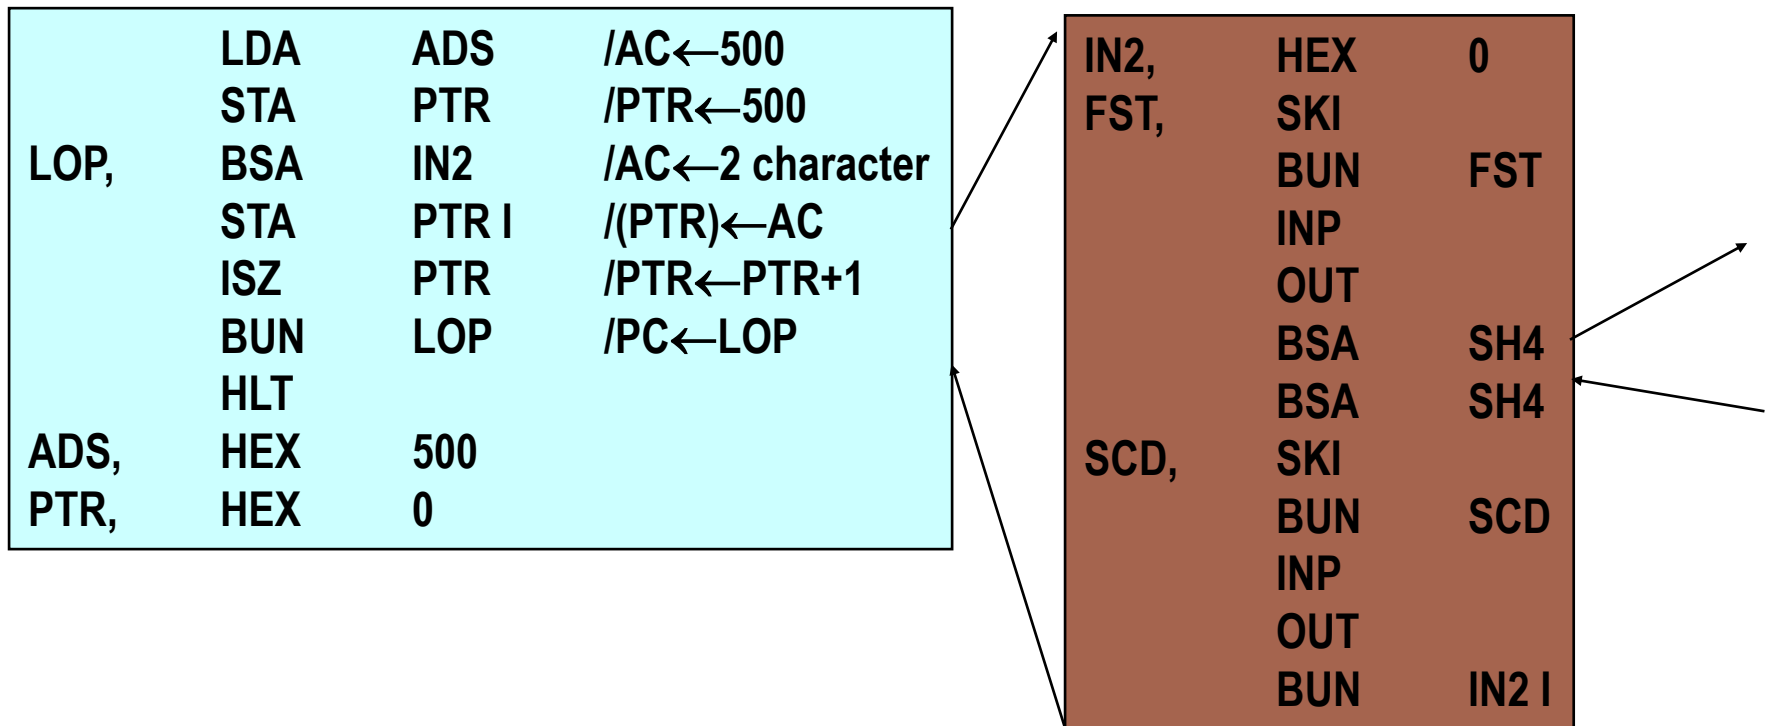 LDA ADS /AC←500
STA PTR /PTR←500
LOP, BSA IN2 /AC←2 character
STA PTR I /(PTR)←AC
ISZ PTR /PTR←PTR+1
BUN LOP /PC←LOP
HLT
ADS, HEX 500
PTR, HEX 0
IN2, HEX 0
FST, SKI
BUN FST
INP
OUT
BSA SH4
BSA SH4
SCD, SKI
BUN SCD
INP
OUT
BUN IN2 I